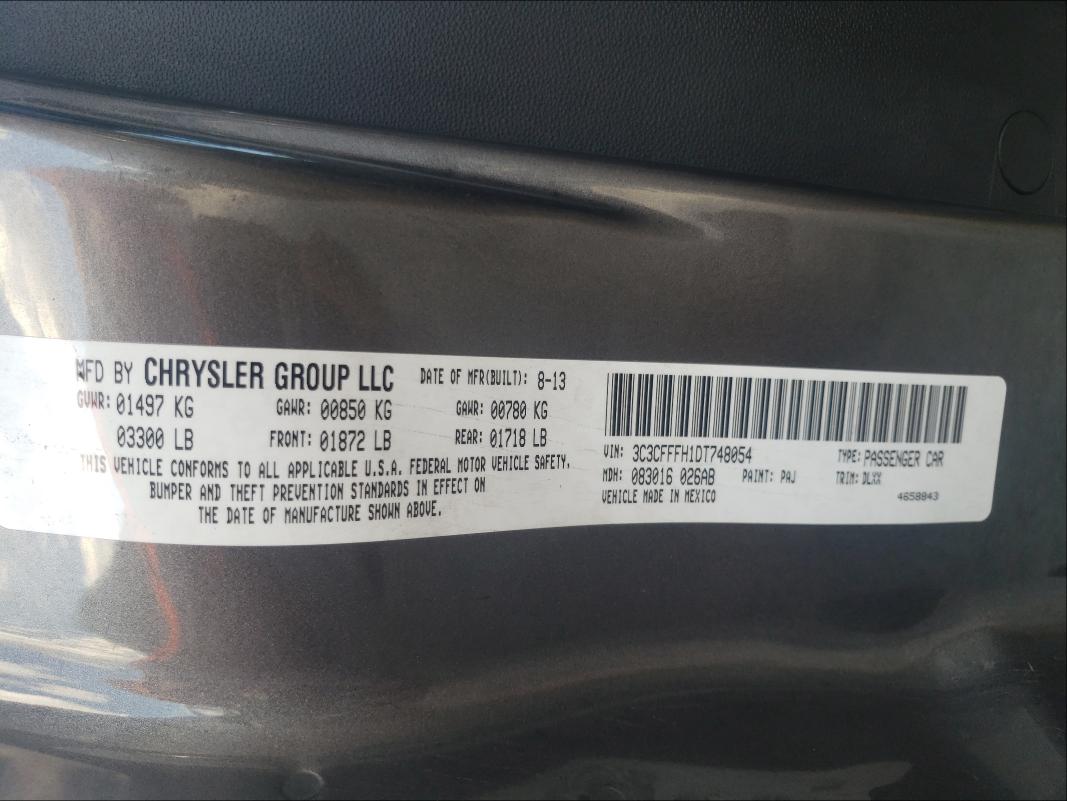 MFD BY CHRYSLER GROUP LLC DATE OF MFR(BUILT): 8-13
GVWR: 01497 KG GAWR: 00850 KG GAWR: 00780 KG
03300 LB FRONT: 01872 LB REAR: 01718 LB
THIS VEHICLE CONFORMS TO ALL APPLICABLE U.S.A. FEDERAL MOTOR VEHICLE SAFETY,
BUMPER AND THEFT PREVENTION STANDARDS IN EFFECT ON
THE DATE OF MANUFACTURE SHOWN ABOVE.
VIN: 3C3CFFFH1DT748054 TYPE: PASSENGER CAR
MDH: 083016 026AB PAINT: PAJ TRIM: DLXX
VEHICLE MADE IN MEXICO 4658843